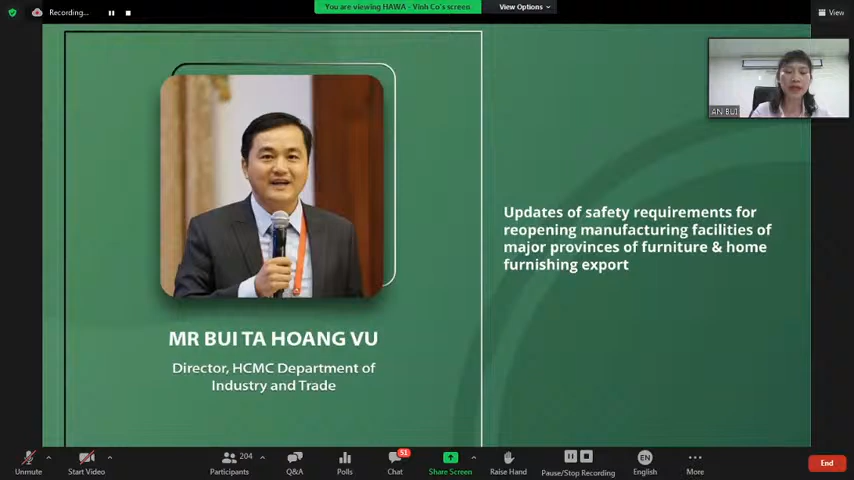 Recording...
You are viewing HAWA - Vinh Co's screen
View Options
View
AN BUI
Updates of safety requirements for
reopening manufacturing facilities of
major provinces of furniture & home
furnishing export
MR BUI TA HOANG VU
Director, HCMC Department of
Industry and Trade
Unmute
Start Video
204
Participants
Q&A
Polls
51
Chat
Share Screen
Raise Hand
Pause/Stop Recording
EN
English
More
End